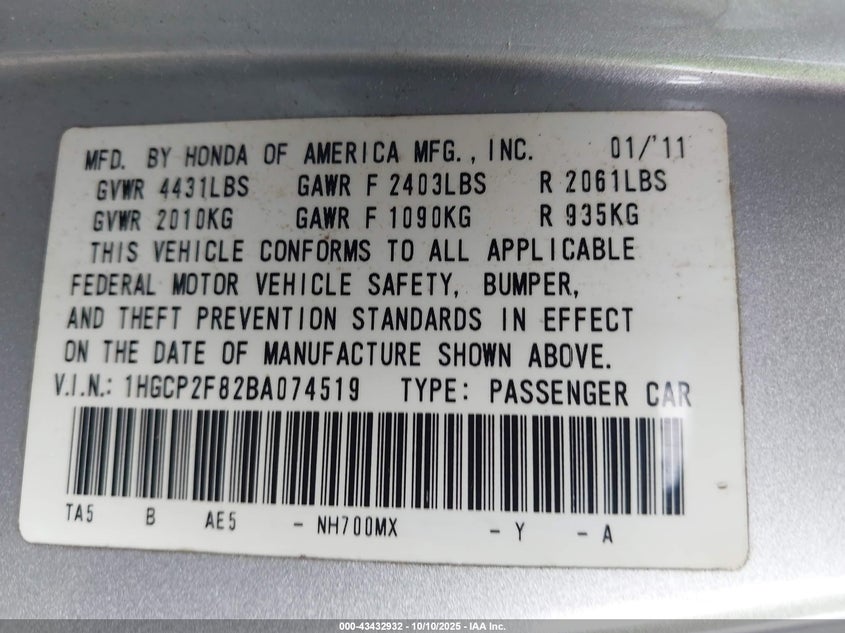 MFD. BY HONDA OF AMERICA MFG., INC. 01/'11
GVWR 4431LBS GAWR F 2403LBS R 2061LBS
GVWR 2010KG GAWR F 1090KG R 935KG
THIS VEHICLE CONFORMS TO ALL APPLICABLE
FEDERAL MOTOR VEHICLE SAFETY, BUMPER,
AND THEFT PREVENTION STANDARDS IN EFFECT
ON THE DATE OF MANUFACTURE SHOWN ABOVE.
V.I.N.: 1HGCP2F82BA074519 TYPE: PASSENGER CAR
TA5 B AE5 - NH700MX - Y - A
000-43432932 - 10/10/2025 - IAA Inc.